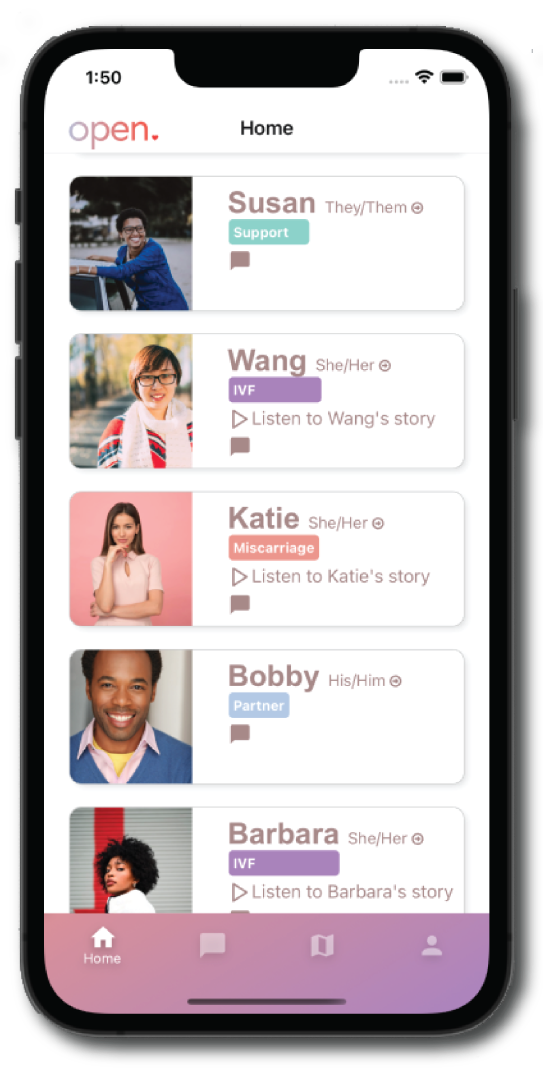 1:50
open.
Home
Susan They/Them
Support
Wang She/Her
IVF
Listen to Wang's story
Katie She/Her
Miscarriage
Listen to Katie's story
Bobby His/Him
Partner
Barbara She/Her
IVF
Listen to Barbara's story
Home